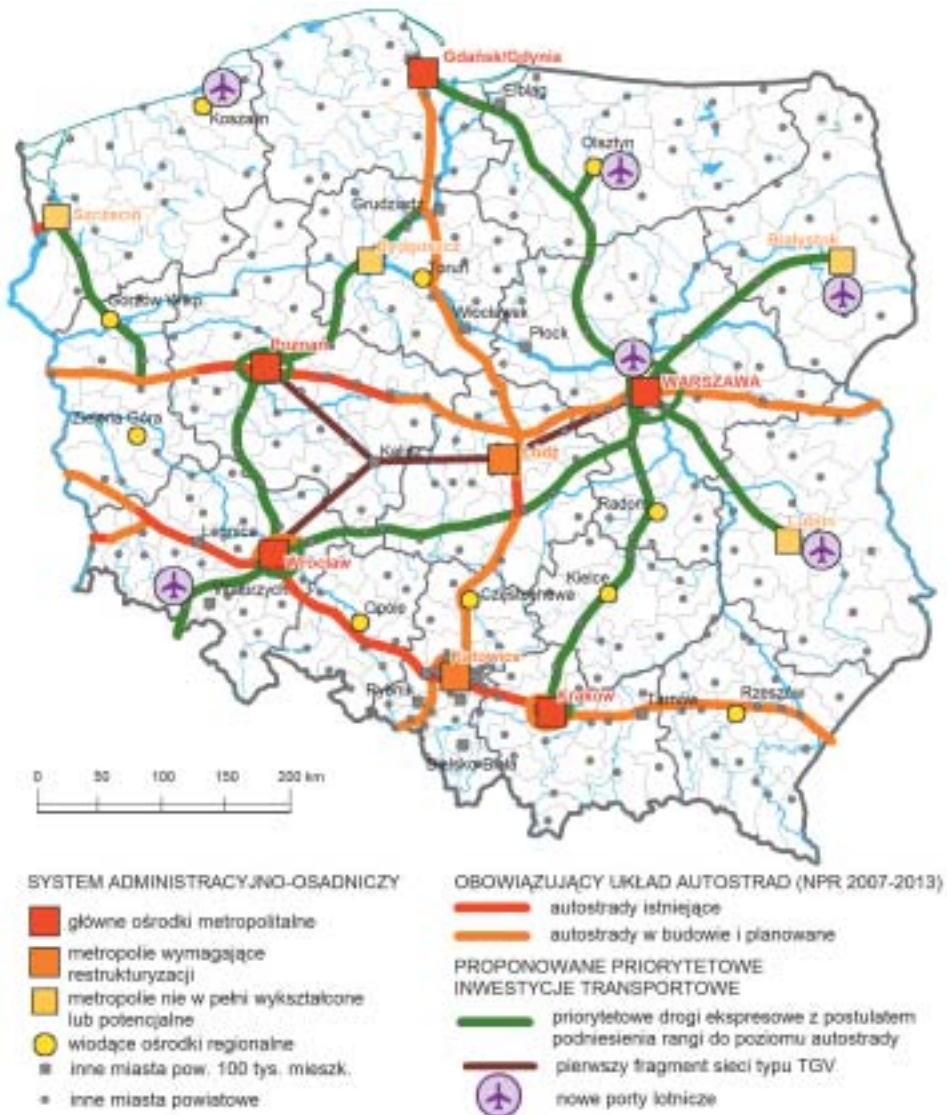 Gdańsk/Gdynia
Elbląg
Koszalin
Olsztyn
Szczecin
Grudziądz
Bydgoszcz
Białystok
Toruń
Gorzów Wlkp.
Włocławek
Płock
Poznań
WARSZAWA
Zielona Góra
Kalisz
Łódź
Radom
Lublin
Legnica
Wrocław
Wałbrzych
Kielce
Opole
Częstochowa
Katowice
Rybnik
Kraków
Tarnów
Rzeszów
Bielsko-Biała
0 50 100 150 200 km
SYSTEM ADMINISTRACYJNO-OSADNICZY
główne ośrodki metropolitalne
metropolie wymagające
restrukturyzacji
metropolie nie w pełni wykształcone
lub potencjalne
wiodące ośrodki regionalne
inne miasta pow. 100 tys. mieszk.
inne miasta powiatowe
OBOWIĄZUJĄCY UKŁAD AUTOSTRAD (NPR 2007-2013)
autostrady istniejące
autostrady w budowie i planowane
PROPONOWANE PRIORYTETOWE
INWESTYCJE TRANSPORTOWE
priorytetowe drogi ekspresowe z postulatem
podniesienia rangi do poziomu autostrady
pierwszy fragment sieci typu TGV
nowe porty lotnicze